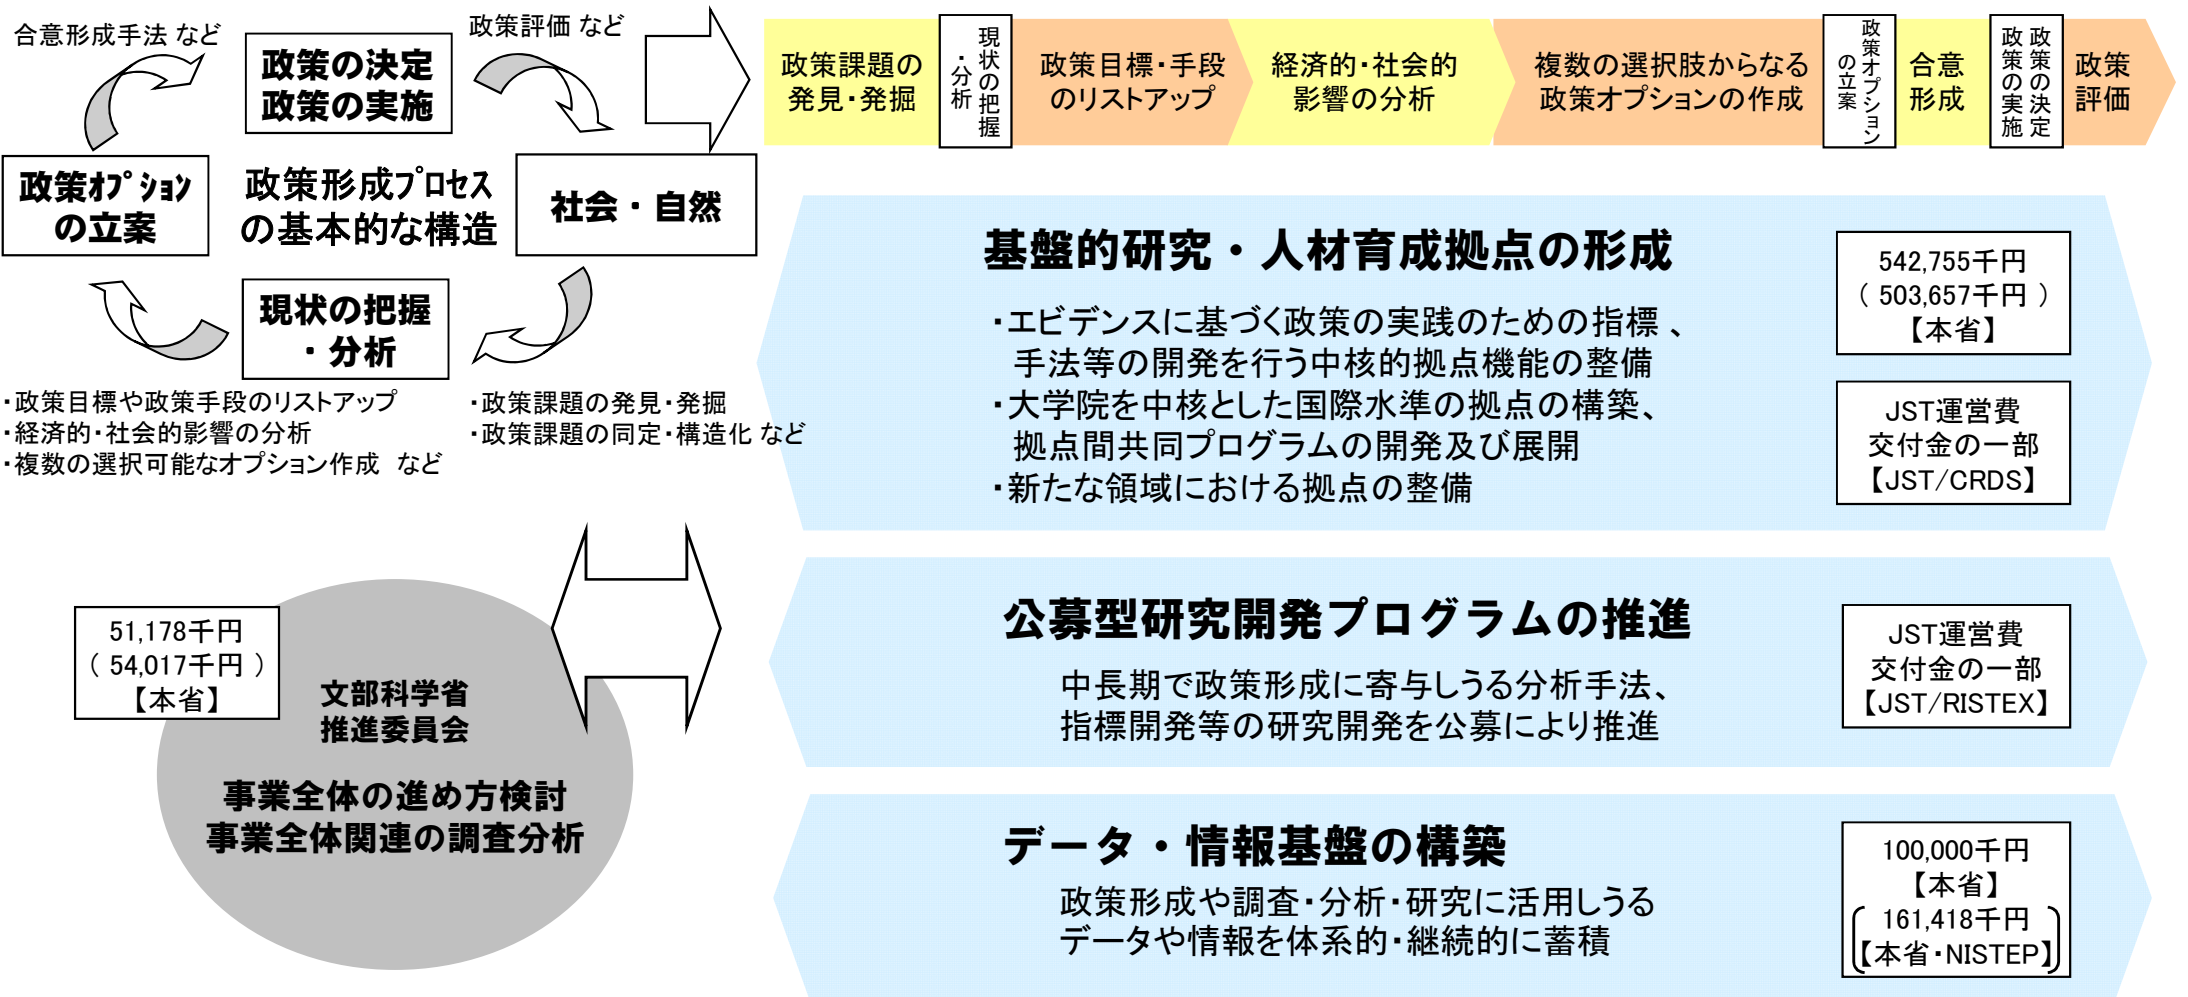 合意形成手法 など
政策評価 など
政策の決定
政策の実施
政策ｵﾌﾟｼｮﾝ
の立案
政策形成ﾌﾟﾛｾｽ
の基本的な構造
社会・自然
現状の把握
・分析
・政策目標や政策手段のリストアップ
・経済的・社会的影響の分析
・複数の選択可能なオプション作成 など
・政策課題の発見・発掘
・政策課題の同定・構造化 など
政策課題の
発見・発掘
現状の把握
・分析
政策目標・手段
のリストアップ
経済的・社会的
影響の分析
複数の選択肢からなる
政策オプションの作成
政策オプション
の立案
合意
形成
政策の決定
政策の実施
政策
評価
基盤的研究・人材育成拠点の形成
・エビデンスに基づく政策の実践のための指標、
手法等の開発を行う中核的拠点機能の整備
・大学院を中核とした国際水準の拠点の構築、
拠点間共同プログラムの開発及び展開
・新たな領域における拠点の整備
542,755千円
( 503,657千円 )
【本省】
JST運営費
交付金の一部
【JST/CRDS】
公募型研究開発プログラムの推進
中長期で政策形成に寄与しうる分析手法、
指標開発等の研究開発を公募により推進
JST運営費
交付金の一部
【JST/RISTEX】
データ・情報基盤の構築
政策形成や調査・分析・研究に活用しうる
データや情報を体系的・継続的に蓄積
100,000千円
【本省】
161,418千円
【本省・NISTEP】
51,178千円
( 54,017千円 )
【本省】
文部科学省
推進委員会
事業全体の進め方検討
事業全体関連の調査分析